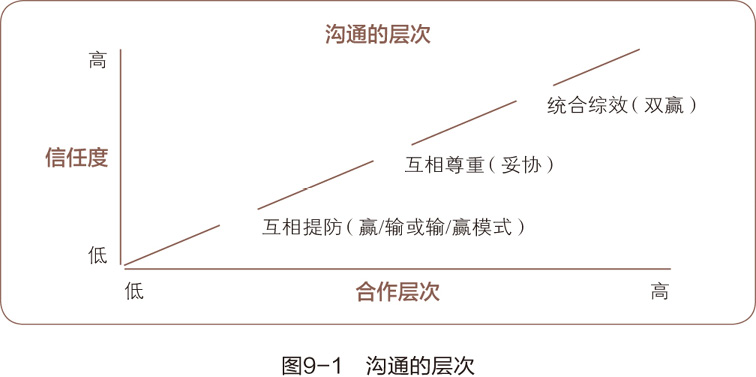 沟通的层次
高
统合综效（双赢）
信任度
互相尊重（妥协）
互相提防（赢/输或输/赢模式）
低
低
合作层次
高
图9-1 沟通的层次